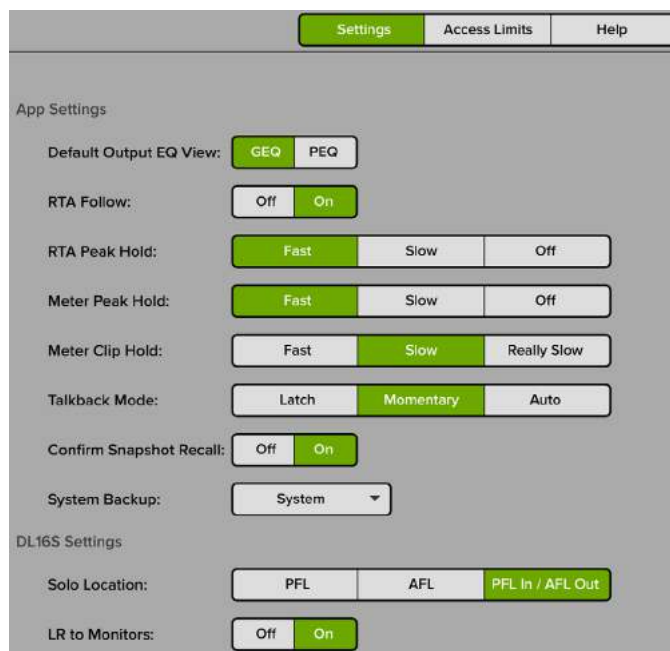 Settings Access Limits Help
App Settings
Default Output EQ View: GEQ PEQ
RTA Follow: Off On
RTA Peak Hold: Fast Slow Off
Meter Peak Hold: Fast Slow Off
Meter Clip Hold: Fast Slow Really Slow
Talkback Mode: Latch Momentary Auto
Confirm Snapshot Recall: Off On
System Backup: System
DL16S Settings
Solo Location: PFL AFL PFL In / AFL Out
LR to Monitors: Off On